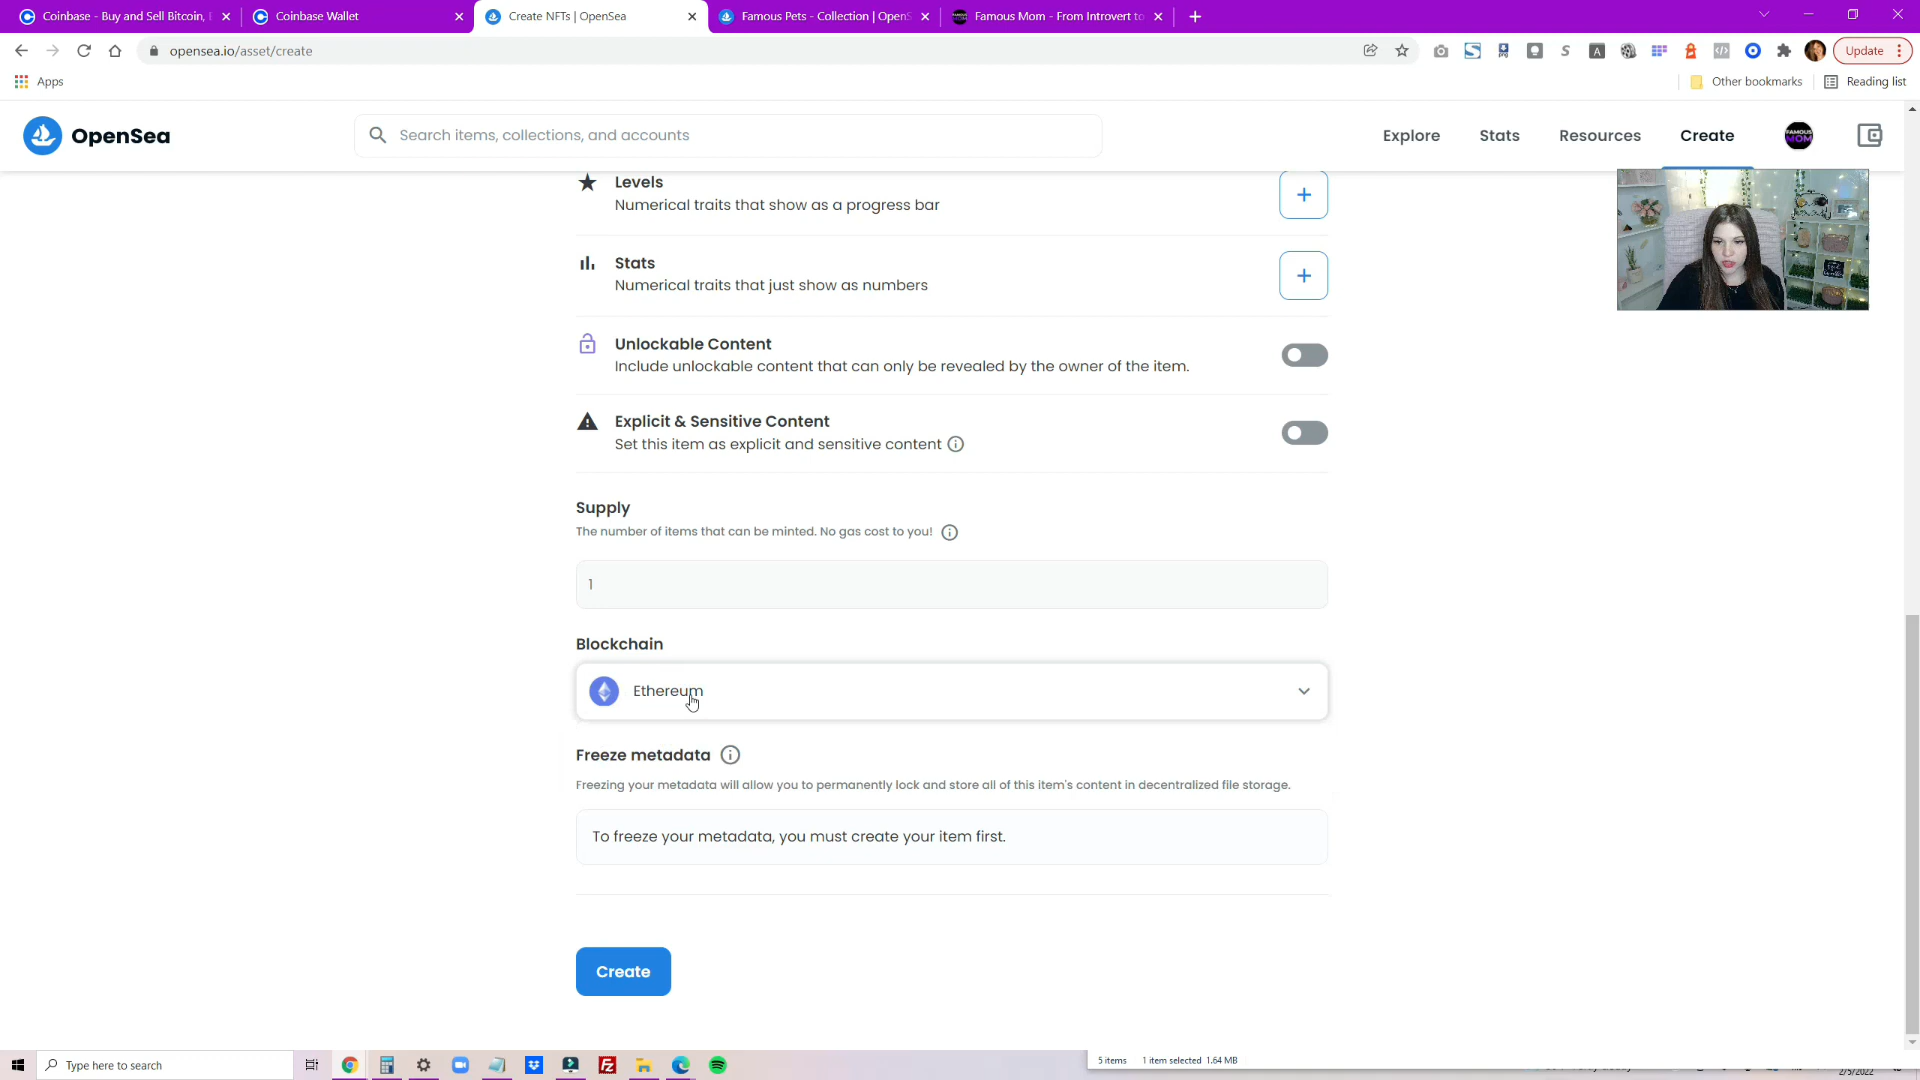 Coinbase - Buy and Sell Bitcoin,
Coinbase Wallet
Create NFTs | OpenSea
Famous Pets - Collection | OpenS
Famous Mom - From Introvert to
opensea.io/asset/create
Update
Apps
Other bookmarks
Reading list
OpenSea
Search items, collections, and accounts
Explore
Stats
Resources
Create
FAMOUS
MOM
Levels
Numerical traits that show as a progress bar
Stats
Numerical traits that just show as numbers
Unlockable Content
Include unlockable content that can only be revealed by the owner of the item.
Explicit & Sensitive Content
Set this item as explicit and sensitive content
Supply
The number of items that can be minted. No gas cost to you!
1
Blockchain
Ethereum
Freeze metadata
Freezing your metadata will allow you to permanently lock and store all of this item's content in decentralized file storage.
To freeze your metadata, you must create your item first.
Create
Type here to search
5 items
1 item selected 1.64 MB
2/5/2022